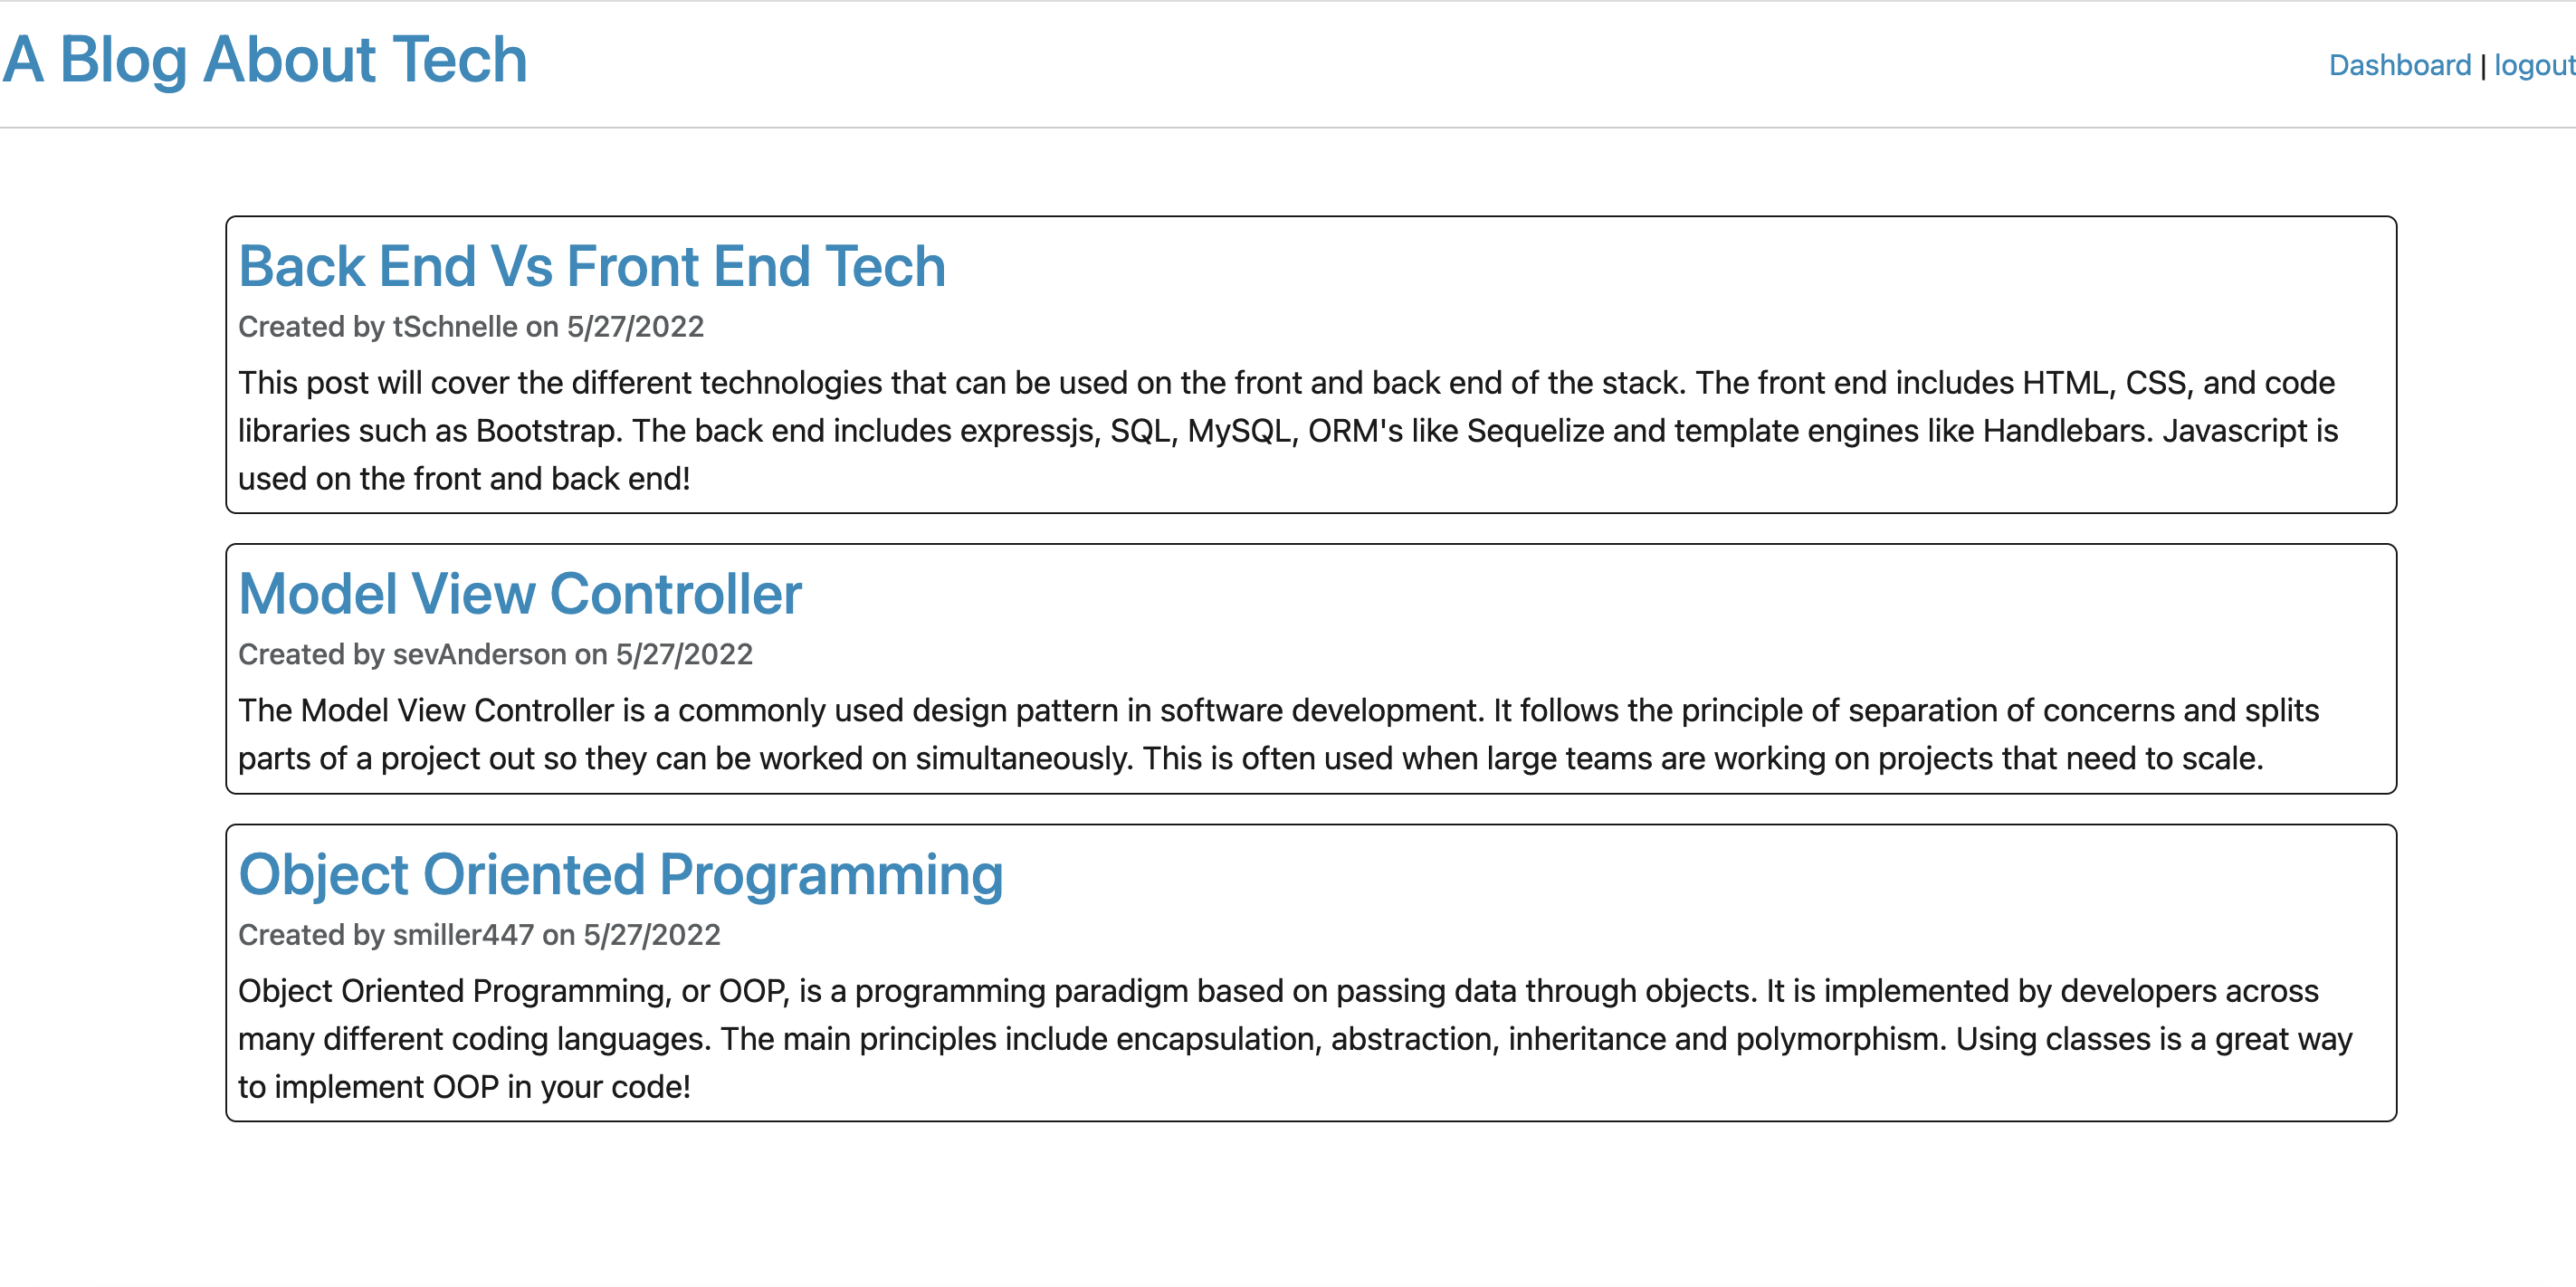 A Blog About Tech
Dashboard | logout
Back End Vs Front End Tech
Created by tSchnelle on 5/27/2022
This post will cover the different technologies that can be used on the front and back end of the stack. The front end includes HTML, CSS, and code
libraries such as Bootstrap. The back end includes expressjs, SQL, MySQL, ORM's like Sequelize and template engines like Handlebars. Javascript is
used on the front and back end!
Model View Controller
Created by sevAnderson on 5/27/2022
The Model View Controller is a commonly used design pattern in software development. It follows the principle of separation of concerns and splits
parts of a project out so they can be worked on simultaneously. This is often used when large teams are working on projects that need to scale.
Object Oriented Programming
Created by smiller447 on 5/27/2022
Object Oriented Programming, or OOP, is a programming paradigm based on passing data through objects. It is implemented by developers across
many different coding languages. The main principles include encapsulation, abstraction, inheritance and polymorphism. Using classes is a great way
to implement OOP in your code!